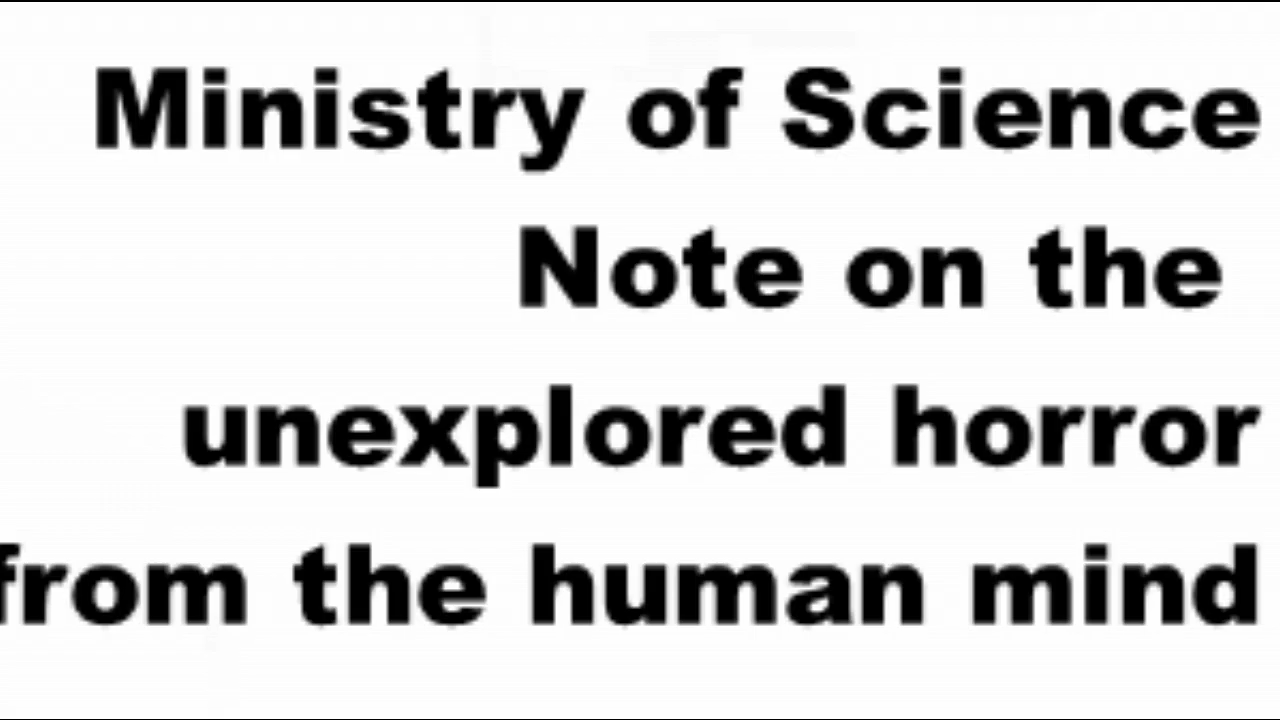 Ministry of Science
Note on the
unexplored horror
from the human mind